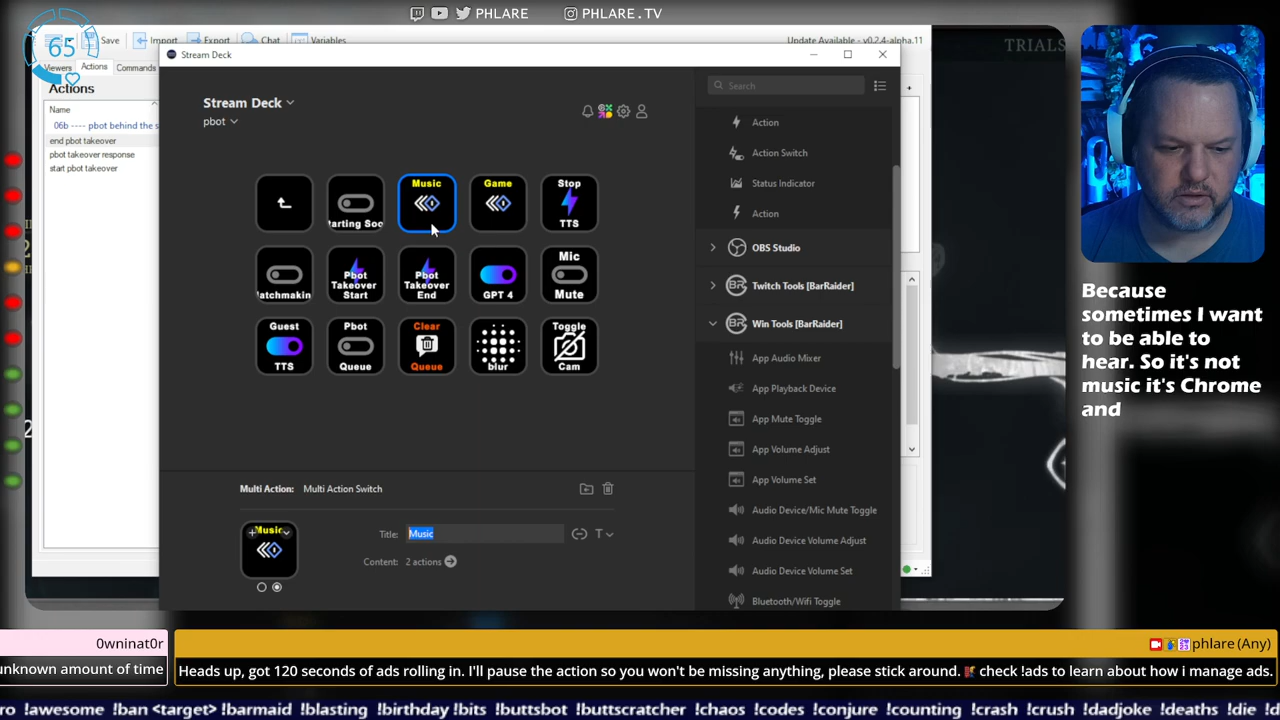 PHLARE
PHLARE.TV
65
Save
Import
Export
Chat
Variables
Update Available - v0.2.4-alpha.11
Viewers
Actions
Commands
Actions
Name
06b ---- pbot behind the s
end pbot takeover
pbot takeover response
start pbot takeover
TRIALS
Stream Deck
Stream Deck
pbot
Search
Music
Game
Stop
TTS
tarting Soo
atchmakin
Pbot
Takeover
Start
Pbot
Takeover
End
GPT 4
Mic
Mute
Guest
TTS
Pbot
Queue
Clear
Queue
blur
Toggle
Cam
Action
Action Switch
Status Indicator
Action
OBS Studio
Twitch Tools [BarRaider]
Win Tools [BarRaider]
App Audio Mixer
App Playback Device
App Mute Toggle
App Volume Adjust
App Volume Set
Audio Device/Mic Mute Toggle
Audio Device Volume Adjust
Audio Device Volume Set
Bluetooth/Wifi Toggle
Multi Action: Multi Action Switch
Music
Title: Music
Content: 2 actions
Because
sometimes I want
to be able to
hear. So it's not
music it's Chrome
and
0wninat0r
unknown amount of time
phlare (Any)
Heads up, got 120 seconds of ads rolling in. I'll pause the action so you won't be missing anything, please stick around. check !ads to learn about how i manage ads.
ro !awesome !ban <target> !barmaid !blasting !birthday !bits !buttsbot !buttscratcher !chaos !codes !conjure !counting !crash !crush !dadjoke !deaths !die !d